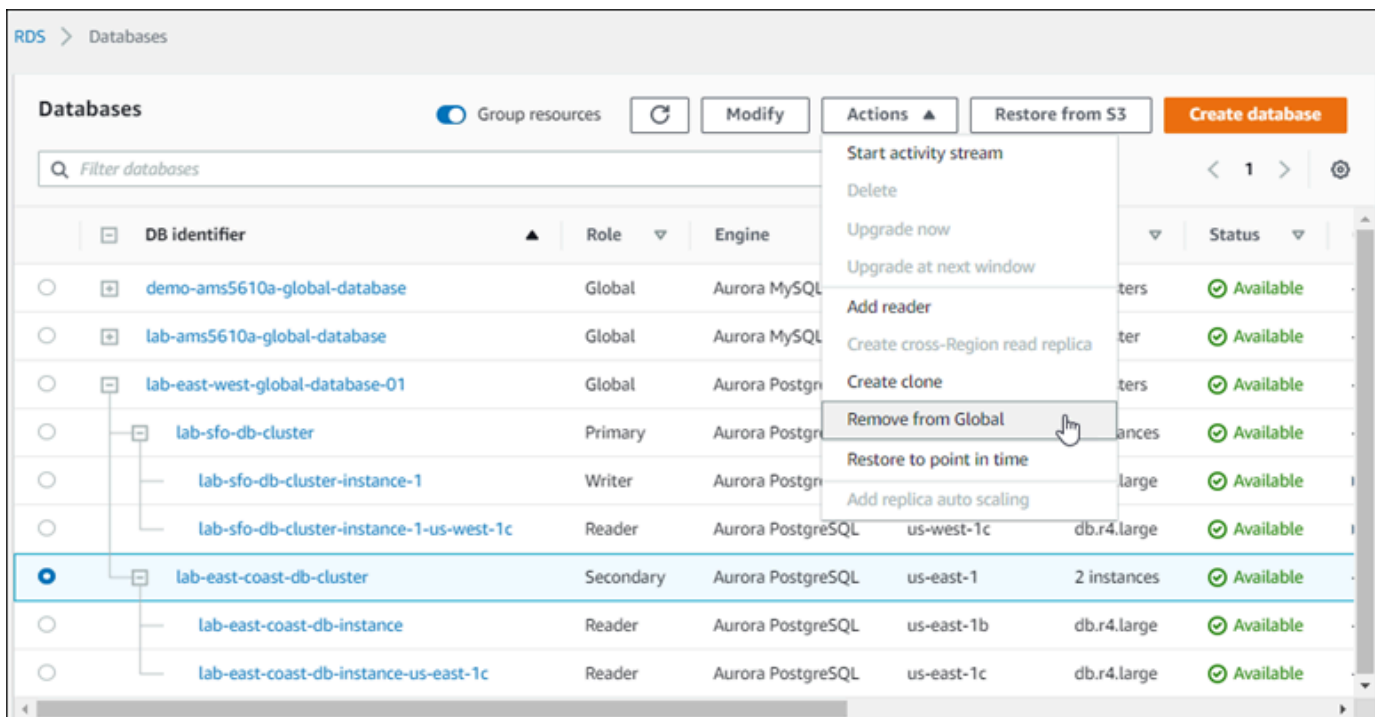 RDS > Databases
Databases Group resources Modify Actions Restore from S3 Create database
Filter databases < 1 >
Start activity stream
Delete
Upgrade now
Upgrade at next window
Add reader
Create cross-Region read replica
Create clone
Remove from Global
Restore to point in time
Add replica auto scaling
DB identifier Role Engine Status
demo-ams5610a-global-database Global Aurora MySQL Available
lab-ams5610a-global-database Global Aurora MySQL Available
lab-east-west-global-database-01 Global Available
lab-sfo-db-cluster Primary Available
lab-sfo-db-cluster-instance-1 Writer Available
lab-sfo-db-cluster-instance-1-us-west-1c Reader Aurora PostgreSQL us-west-1c db.r4.large Available
lab-east-coast-db-cluster Secondary Aurora PostgreSQL us-east-1 2 instances Available
lab-east-coast-db-instance Reader Aurora PostgreSQL us-east-1b db.r4.large Available
lab-east-coast-db-instance-us-east-1c Reader Aurora PostgreSQL us-east-1c db.r4.large Available